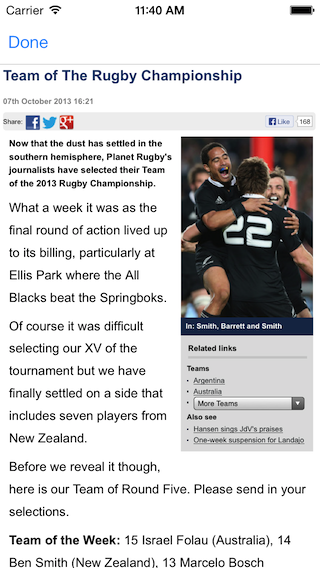 Carrier 11:40 AM
Done
Team of The Rugby Championship
07th October 2013 16:21
Share: Like 168
Now that the dust has settled in the
southern hemisphere, Planet Rugby's
journalists have selected their Team
of the 2013 Rugby Championship.
What a week it was as the
final round of action lived up
to its billing, particularly at
Ellis Park where the All
Blacks beat the Springboks.
Of course it was difficult
selecting our XV of the
tournament but we have
finally settled on a side that
includes seven players from
New Zealand.
22
In: Smith, Barrett and Smith
Related links
Teams
• Argentina
• Australia
• More Teams
Also see
• Hansen sings JdV's praises
• One-week suspension for Landajo
Before we reveal it though,
here is our Team of Round Five. Please send in your
selections.
Team of the Week: 15 Israel Folau (Australia), 14
Ben Smith (New Zealand), 13 Marcelo Bosch